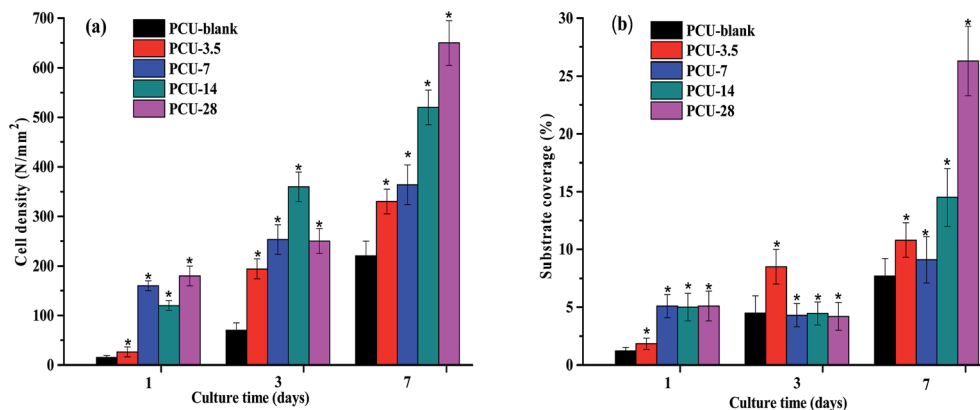 (a)
PCU-blank
PCU-3.5
PCU-7
PCU-14
PCU-28
700
600
500
400
300
200
100
0
Cell density (N/mm²)
* * * *
* * * *
* * * *
1 3 7
Culture time (days)
(b)
PCU-blank
PCU-3.5
PCU-7
PCU-14
PCU-28
30
25
20
15
10
5
0
Substrate coverage (%)
* * * *
* * * *
* * * *
1 3 7
Culture time (days)